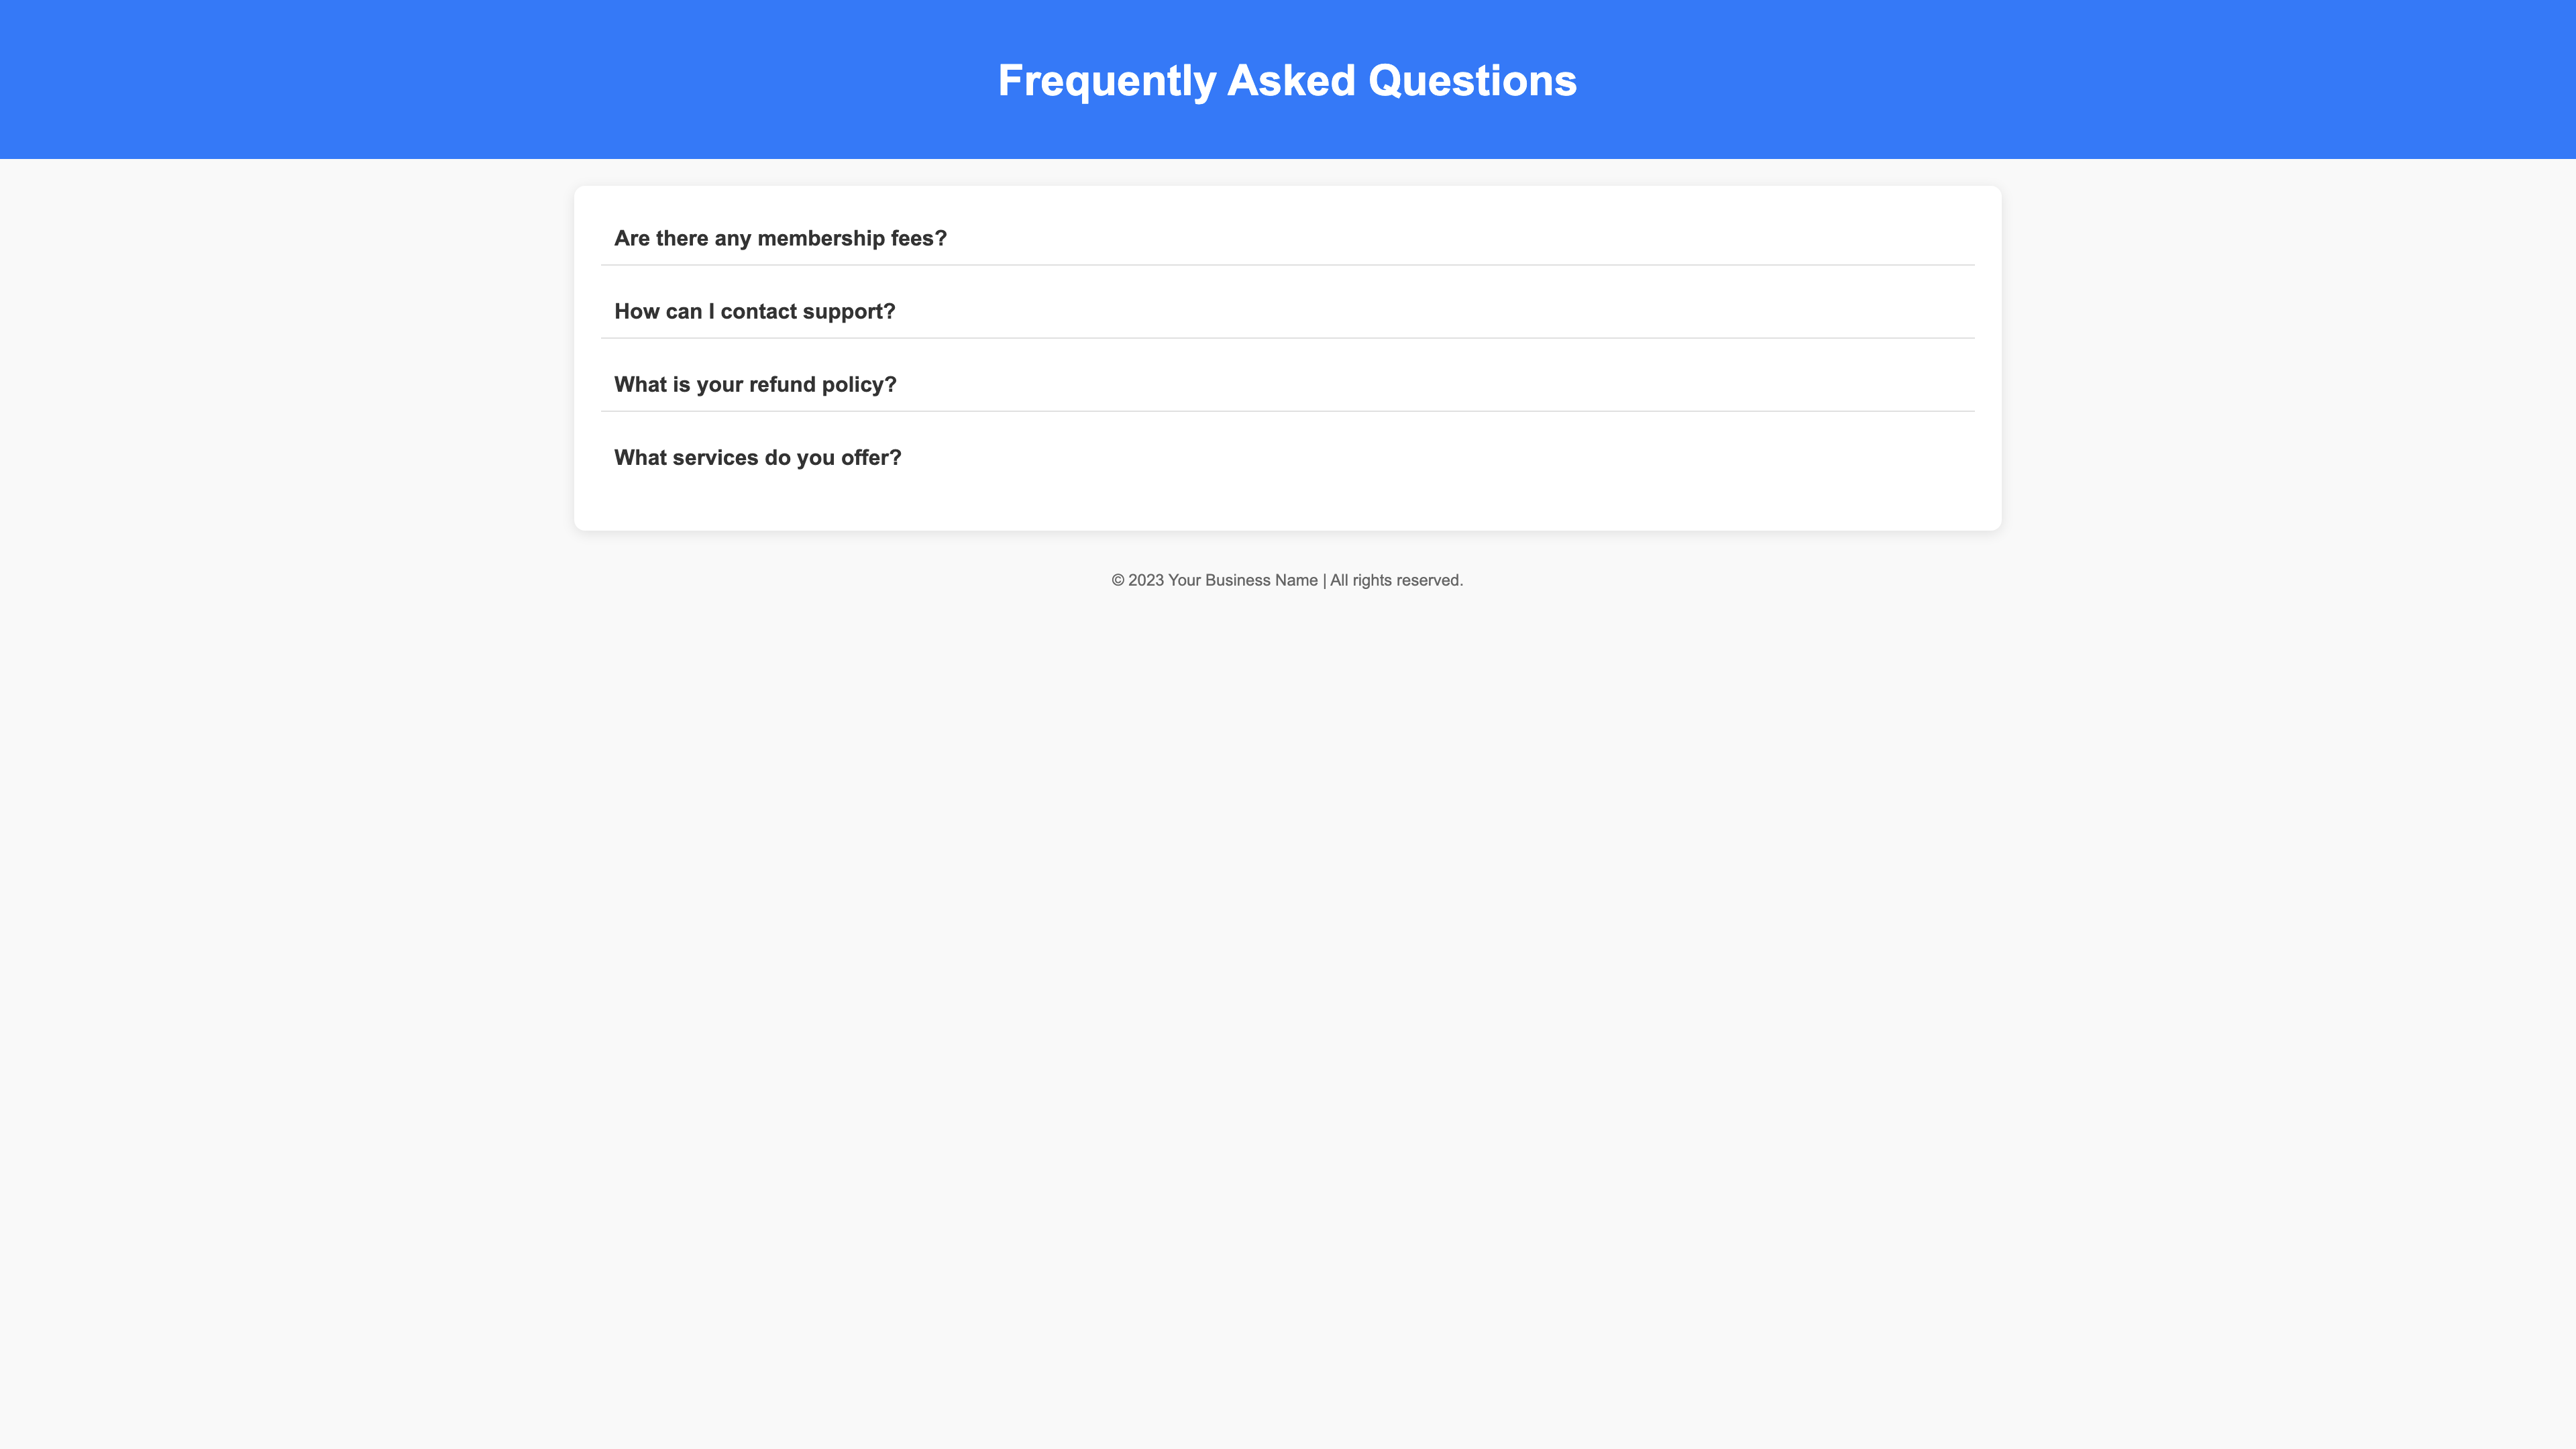 Frequently Asked Questions
Are there any membership fees?
How can I contact support?
What is your refund policy?
What services do you offer?
© 2023 Your Business Name | All rights reserved.